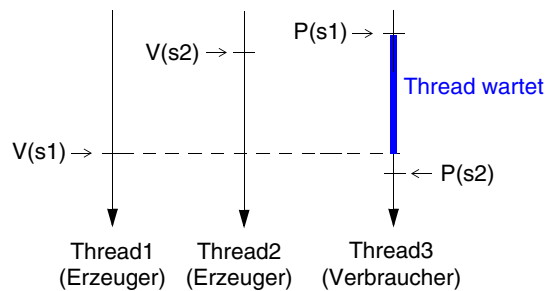 P(s1)
V(s2)
Thread wartet
V(s1)
P(s2)
Thread1
(Erzeuger)
Thread2
(Erzeuger)
Thread3
(Verbraucher)